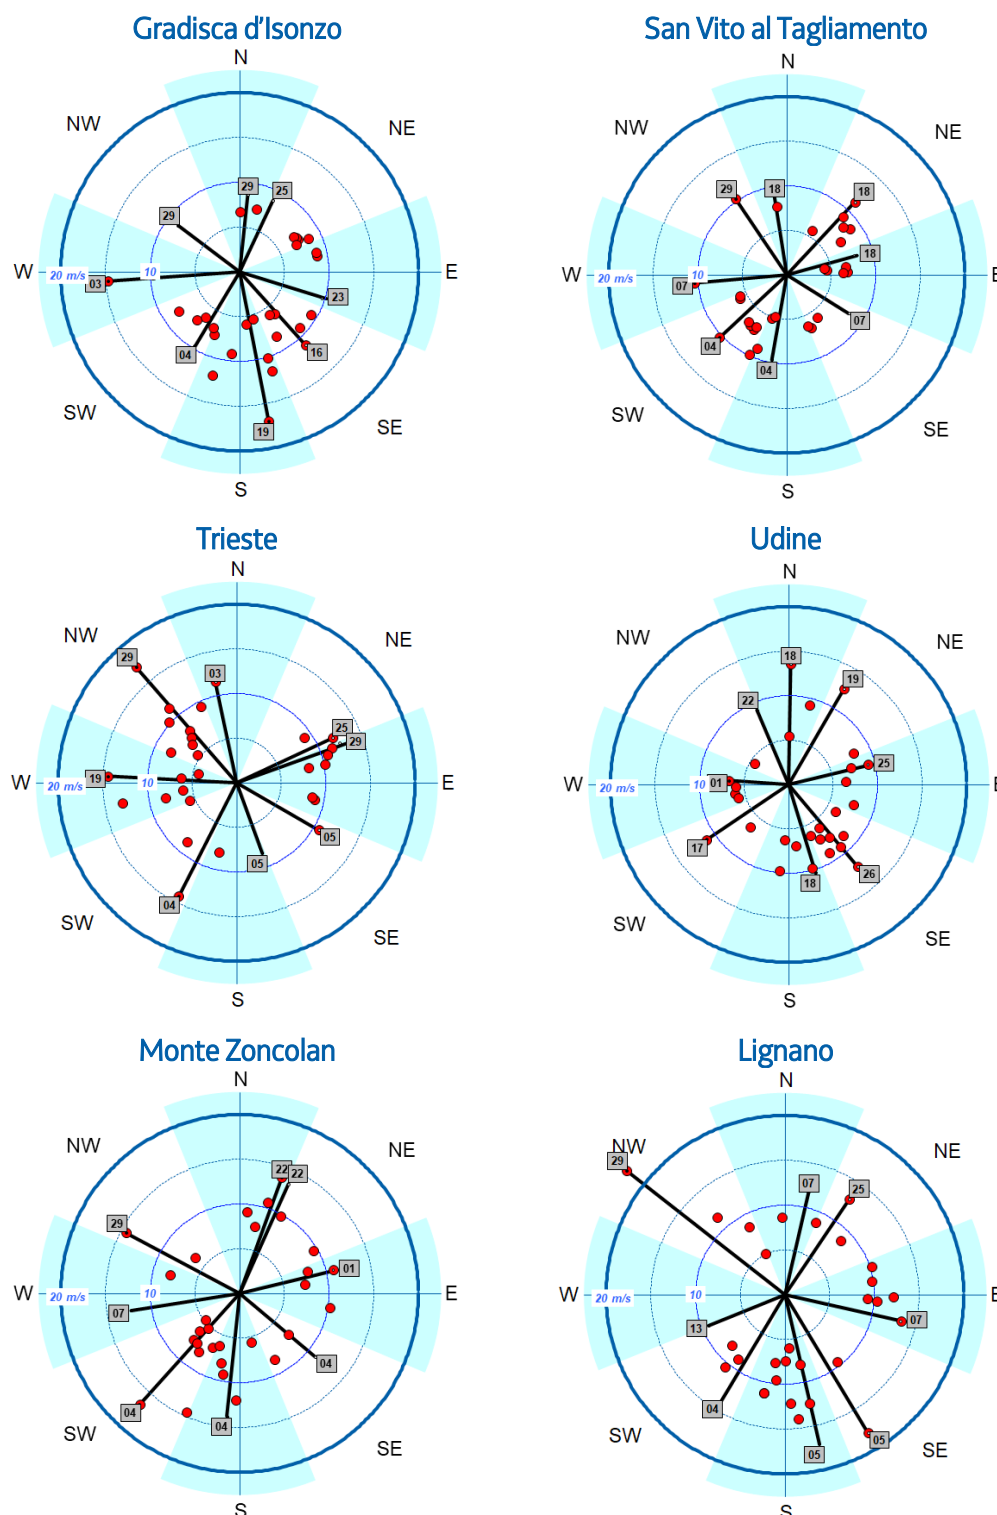 Gradisca d'Isonzo
N
NW
NE
29
25
29
W
20 m/s
10
E
03
23
04
16
SW
19
SE
S
San Vito al Tagliamento
N
NW
NE
29
18
18
18
W
10
E
07
20 m/s
07
04
04
SW
SE
S
Trieste
N
NW
NE
29
03
25
29
W
19
20 m/s
10
E
05
05
04
SW
SE
S
Udine
N
NW
NE
18
19
22
25
W
20 m/s
10
01
E
17
26
18
SW
SE
S
Monte Zoncolan
N
NW
NE
22
22
29
01
W
20 m/s
10
E
07
04
04
04
SW
SE
S
Lignano
N
NW
NE
29
07
25
W
20 m/s
10
E
07
13
04
05
05
SW
SE
S